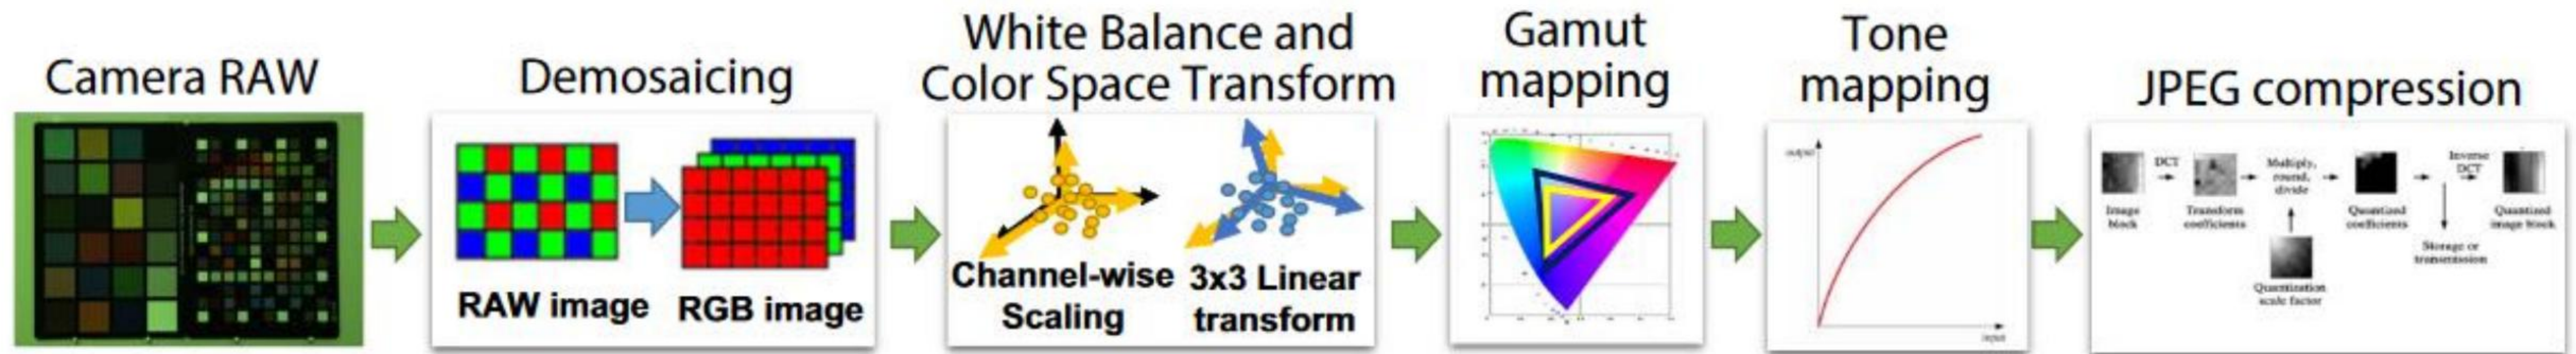 Camera RAW
Demosaicing
RAW image
RGB image
White Balance and
Color Space Transform
Channel-wise
Scaling
3x3 Linear
transform
Gamut
mapping
Tone
mapping
output
input
JPEG compression
DCT
Multiply,
round,
divide
Inverse
DCT
Image
block
Transform
coefficients
Quantized
coefficients
Quantized
image block
Storage or
transmission
Quantization
scale factor